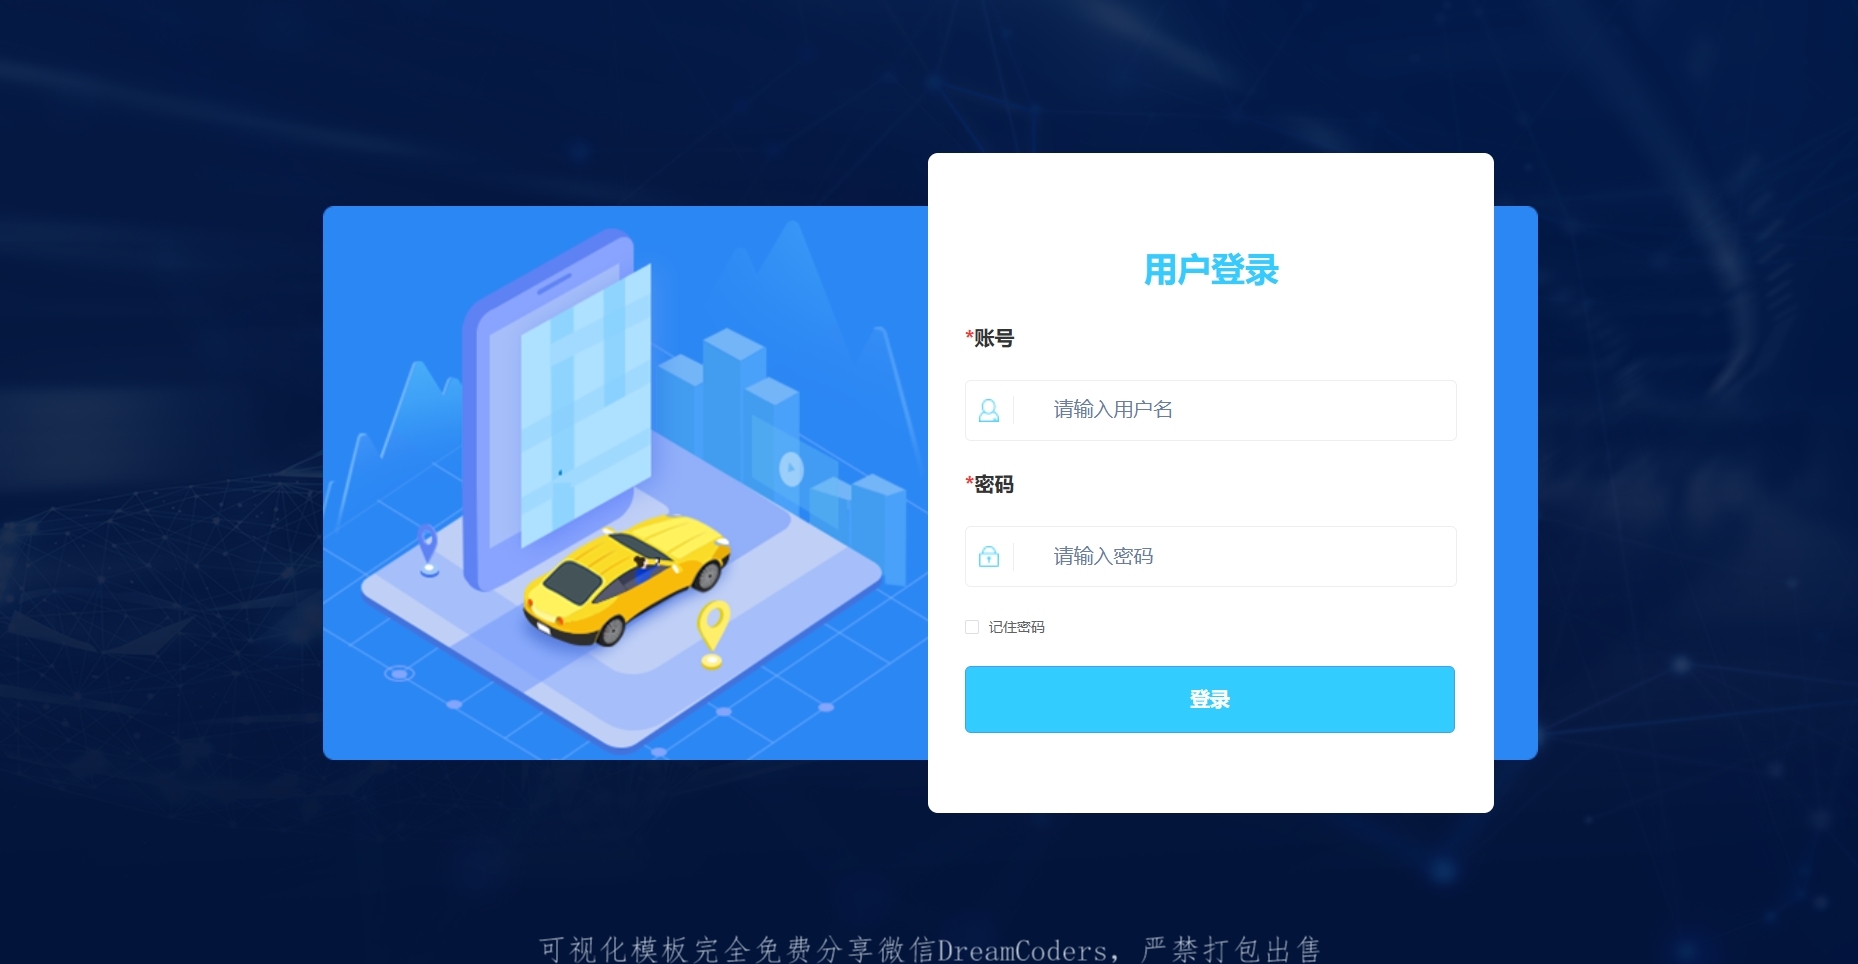 用户登录
*账号
请输入用户名
*密码
请输入密码
记住密码
登录
可视化模板完全免费分享微信DreamCoders，严禁打包出售